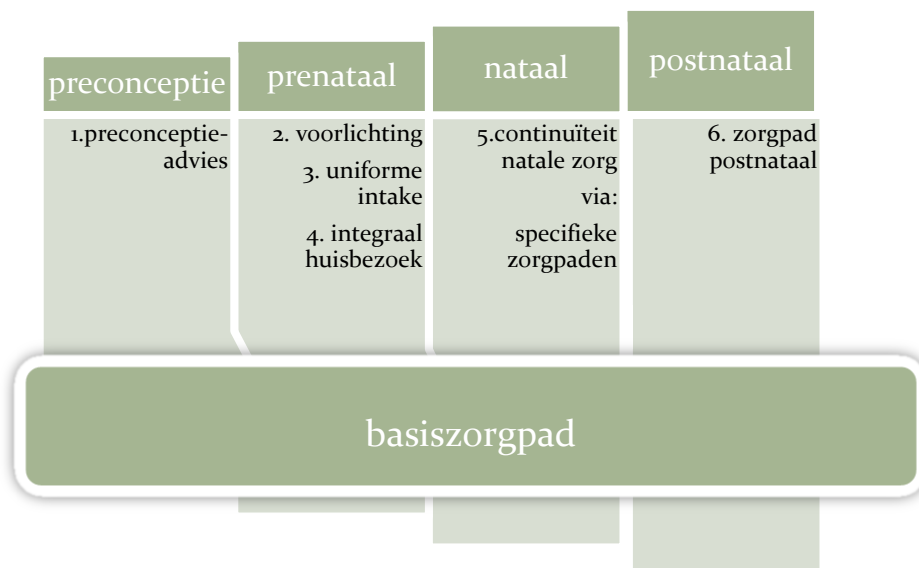 preconceptie
1.preconceptie-
advies
prenataal
2. voorlichting
3. uniforme
intake
4. integraal
huisbezoek
nataal
5.continuïteit
natale zorg
via:
specifieke
zorgpaden
postnataal
6. zorgpad
postnataal
basiszorgpad